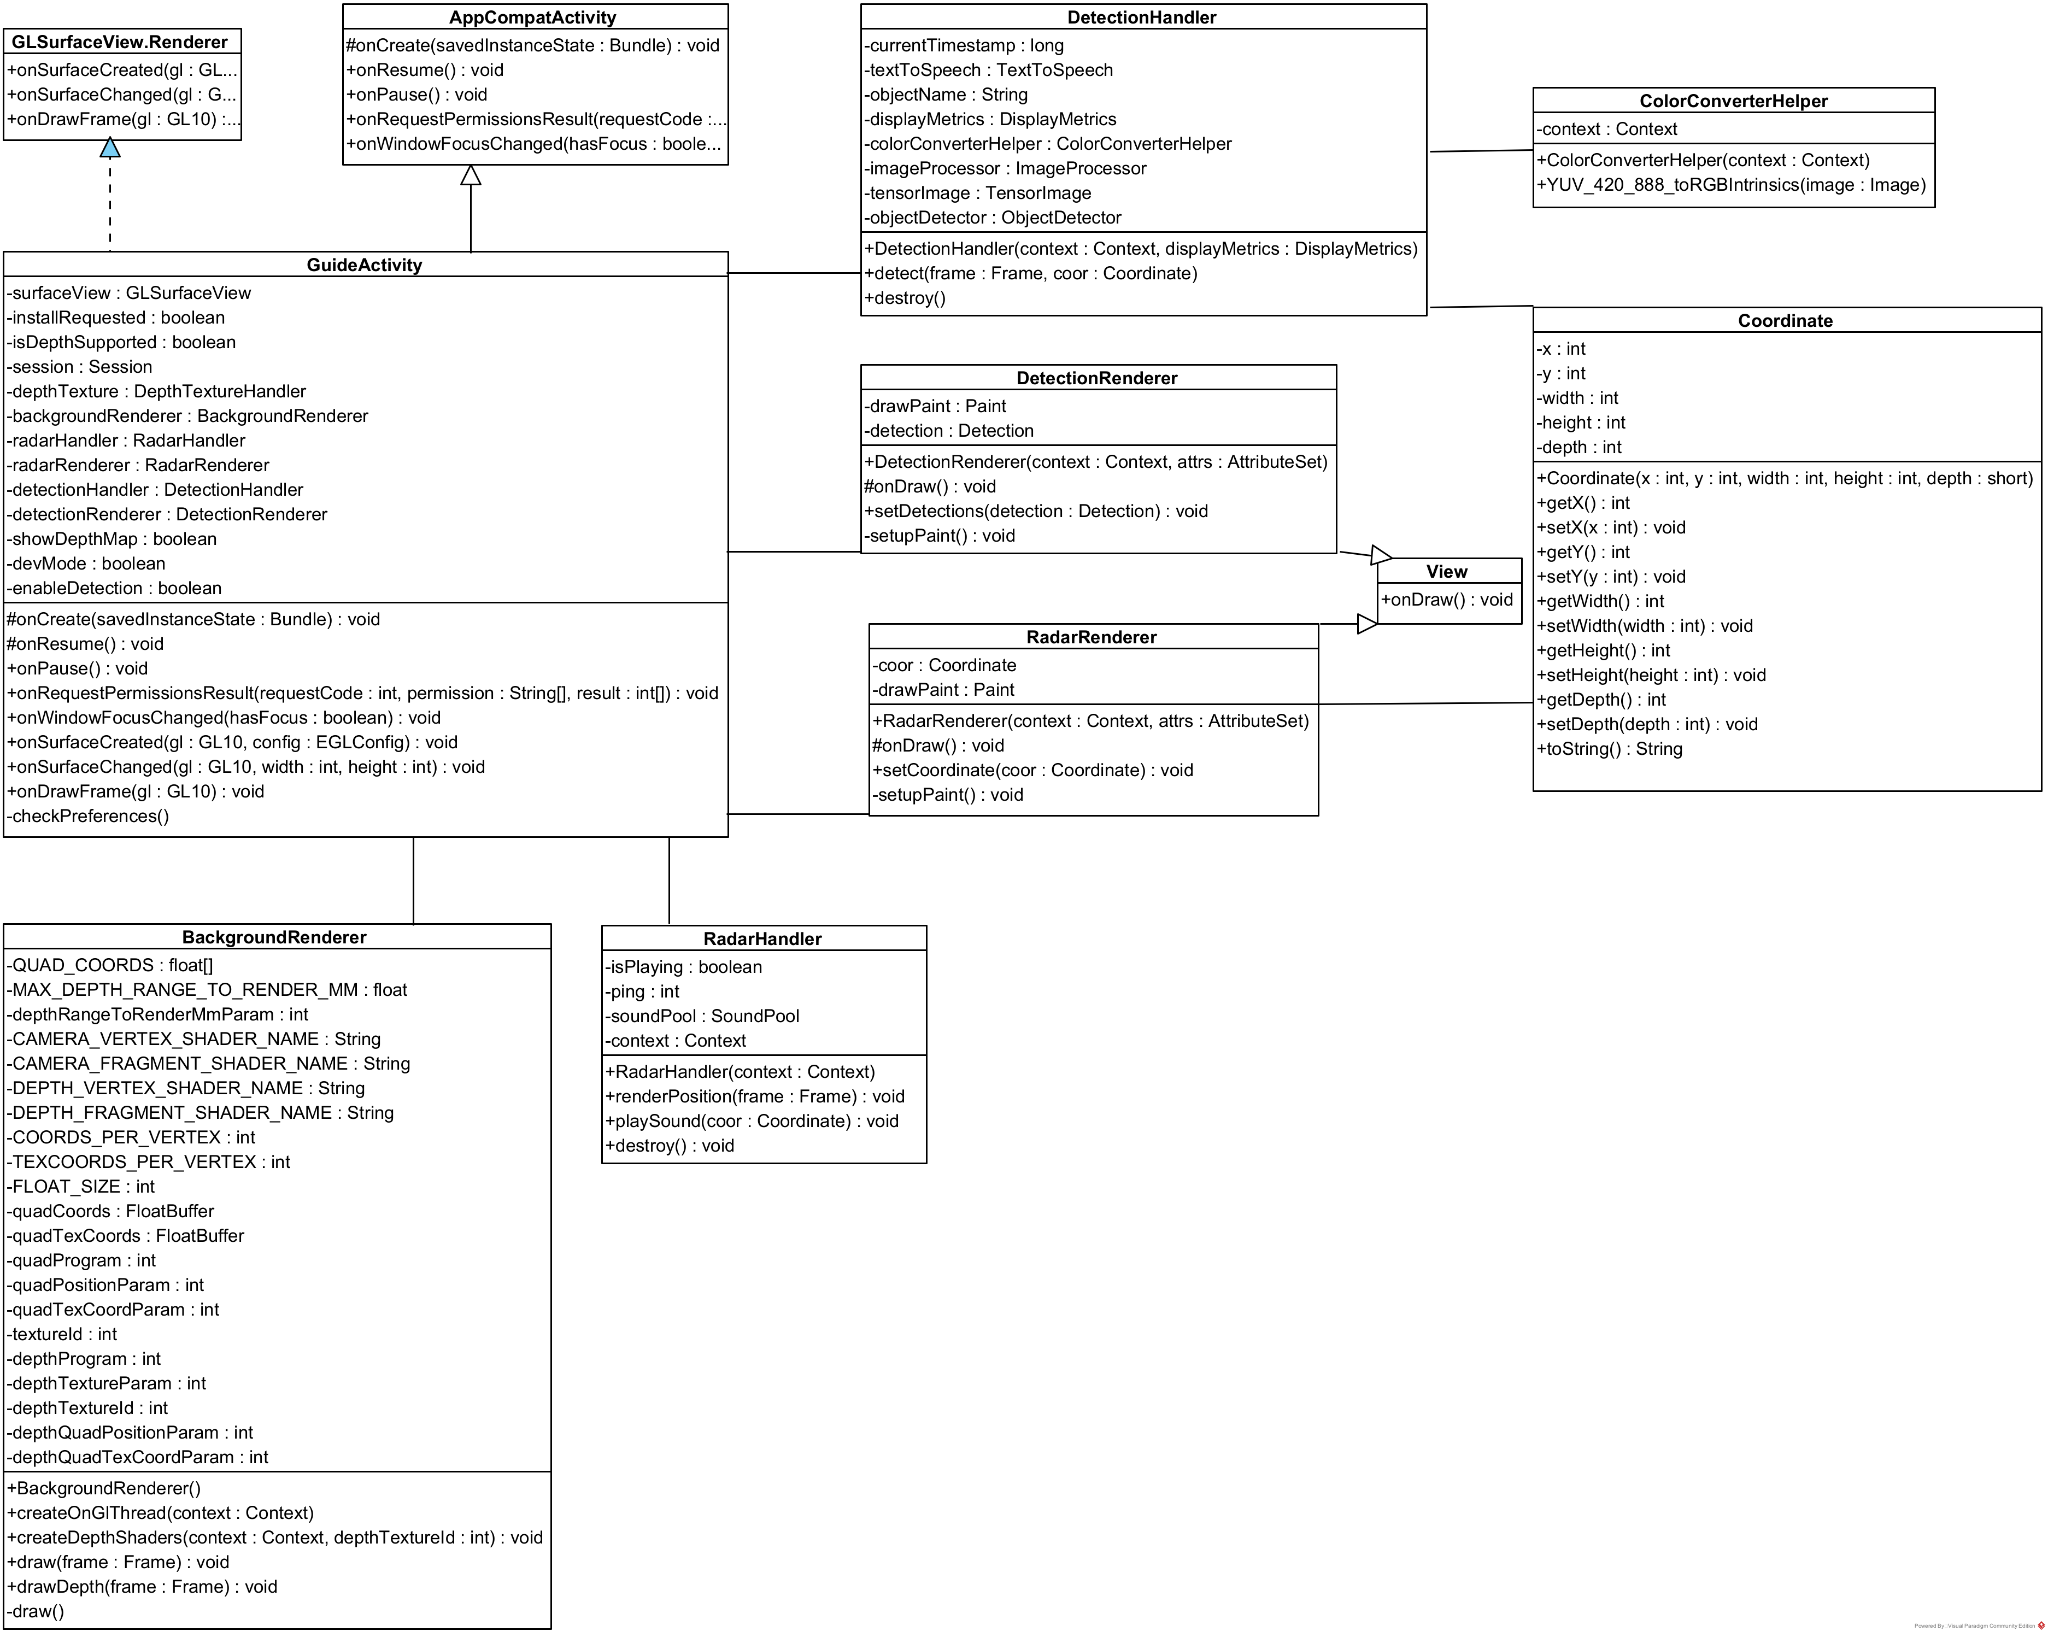 GLSurfaceView.Renderer
+onSurfaceCreated(gl : GL...
+onSurfaceChanged(gl : G...
+onDrawFrame(gl : GL10) :...
AppCompatActivity
#onCreate(savedInstanceState : Bundle) : void
+onResume() : void
+onPause() : void
+onRequestPermissionsResult(requestCode :...
+onWindowFocusChanged(hasFocus : boole...
DetectionHandler
-currentTimestamp : long
-textToSpeech : TextToSpeech
-objectName : String
-displayMetrics : DisplayMetrics
-colorConverterHelper : ColorConverterHelper
-imageProcessor : ImageProcessor
-tensorImage : TensorImage
-objectDetector : ObjectDetector
+DetectionHandler(context : Context, displayMetrics : DisplayMetrics)
+detect(frame : Frame, coor : Coordinate)
+destroy()
ColorConverterHelper
-context : Context
+ColorConverterHelper(context : Context)
+YUV_420_888_toRGBIntrinsics(image : Image)
GuideActivity
-surfaceView : GLSurfaceView
-installRequested : boolean
-isDepthSupported : boolean
-session : Session
-depthTexture : DepthTextureHandler
-backgroundRenderer : BackgroundRenderer
-radarHandler : RadarHandler
-radarRenderer : RadarRenderer
-detectionHandler : DetectionHandler
-detectionRenderer : DetectionRenderer
-showDepthMap : boolean
-devMode : boolean
-enableDetection : boolean
#onCreate(savedInstanceState : Bundle) : void
#onResume() : void
+onPause() : void
+onRequestPermissionsResult(requestCode : int, permission : String[], result : int[]) : void
+onWindowFocusChanged(hasFocus : boolean) : void
+onSurfaceCreated(gl : GL10, config : EGLConfig) : void
+onSurfaceChanged(gl : GL10, width : int, height : int) : void
+onDrawFrame(gl : GL10) : void
-checkPreferences()
DetectionRenderer
-drawPaint : Paint
-detection : Detection
+DetectionRenderer(context : Context, attrs : AttributeSet)
#onDraw() : void
+setDetections(detection : Detection) : void
-setupPaint() : void
View
+onDraw() : void
RadarRenderer
-coor : Coordinate
-drawPaint : Paint
+RadarRenderer(context : Context, attrs : AttributeSet)
#onDraw() : void
+setCoordinate(coor : Coordinate) : void
-setupPaint() : void
Coordinate
-x : int
-y : int
-width : int
-height : int
-depth : int
+Coordinate(x : int, y : int, width : int, height : int, depth : short)
+getX() : int
+setX(x : int) : void
+getY() : int
+setY(y : int) : void
+getWidth() : int
+setWidth(width : int) : void
+getHeight() : int
+setHeight(height : int) : void
+getDepth() : int
+setDepth(depth : int) : void
+toString() : String
BackgroundRenderer
-QUAD_COORDS : float[]
-MAX_DEPTH_RANGE_TO_RENDER_MM : float
-depthRangeToRenderMmParam : int
-CAMERA_VERTEX_SHADER_NAME : String
-CAMERA_FRAGMENT_SHADER_NAME : String
-DEPTH_VERTEX_SHADER_NAME : String
-DEPTH_FRAGMENT_SHADER_NAME : String
-COORDS_PER_VERTEX : int
-TEXCOORDS_PER_VERTEX : int
-FLOAT_SIZE : int
-quadCoords : FloatBuffer
-quadTexCoords : FloatBuffer
-quadProgram : int
-quadPositionParam : int
-quadTexCoordParam : int
-textureId : int
-depthProgram : int
-depthTextureParam : int
-depthTextureId : int
-depthQuadPositionParam : int
-depthQuadTexCoordParam : int
+BackgroundRenderer()
+createOnGlThread(context : Context)
+createDepthShaders(context : Context, depthTextureId : int) : void
+draw(frame : Frame) : void
+drawDepth(frame : Frame) : void
-draw()
RadarHandler
-isPlaying : boolean
-ping : int
-soundPool : SoundPool
-context : Context
+RadarHandler(context : Context)
+renderPosition(frame : Frame) : void
+playSound(coor : Coordinate) : void
+destroy() : void
Powered By : Visual Paradigm Community Edition